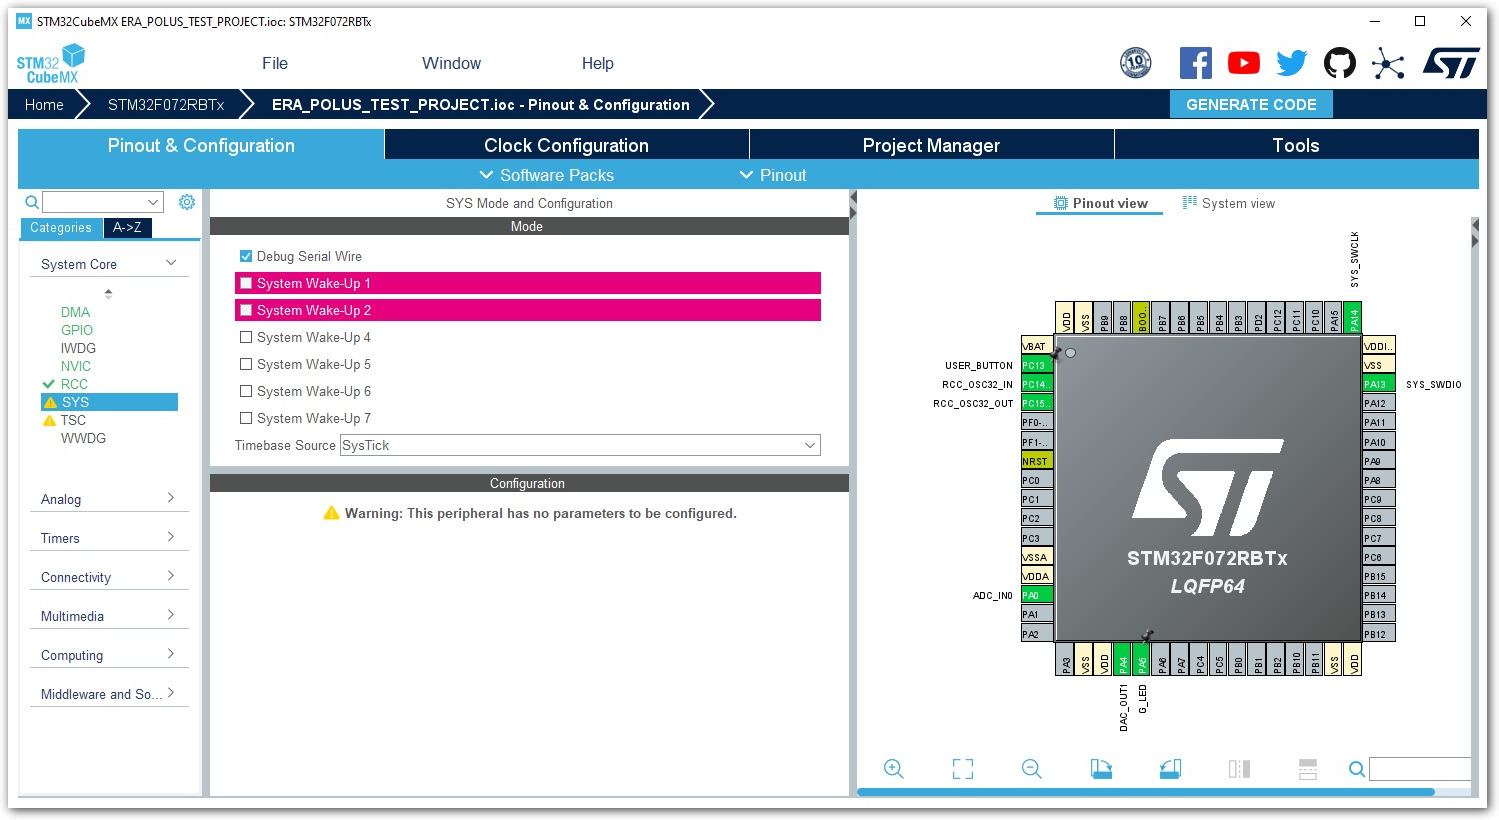 STM32CubeMX ERA_POLUS_TEST_PROJECT.ioc: STM32F072RBTx
STM32 CubeMX
File Window Help
10 YEARS
Home STM32F072RBTx ERA_POLUS_TEST_PROJECT.ioc - Pinout & Configuration GENERATE CODE
Pinout & Configuration Clock Configuration Project Manager Tools
Software Packs Pinout
Categories A->Z
System Core
DMA
GPIO
IWDG
NVIC
RCC
SYS
TSC
WWDG
Analog
Timers
Connectivity
Multimedia
Computing
Middleware and So...
SYS Mode and Configuration
Mode
Debug Serial Wire
System Wake-Up 1
System Wake-Up 2
System Wake-Up 4
System Wake-Up 5
System Wake-Up 6
System Wake-Up 7
Timebase Source SysTick
Configuration
Warning: This peripheral has no parameters to be configured.
Pinout view System view
SYS_SWCLK
VDD VSS PB9 PB8 BOO.. PB7 PB6 PB5 PB4 PB3 PD2 PC12 PC11 PC10 PA15 PA14
VBAT VDDI..
USER_BUTTON PC13 VSS
RCC_OSC32_IN PC14.. PA13 SYS_SWDIO
RCC_OSC32_OUT PC15.. PA12
PF0-.. PA11
PF1-.. PA10
NRST PA9
PC0 PA8
PC1 PC9
PC2 PC8
PC3 PC7
VSSA PC6
VDDA PB15
ADC_IN0 PA0 PB14
PA1 PB13
PA2 PB12
ST
STM32F072RBTx
LQFP64
PA3 VSS VDD PA4 PA5 PA6 PA7 PC4 PC5 PB0 PB1 PB2 PB10 PB11 VSS VDD
DAC_OUT1 G_LED